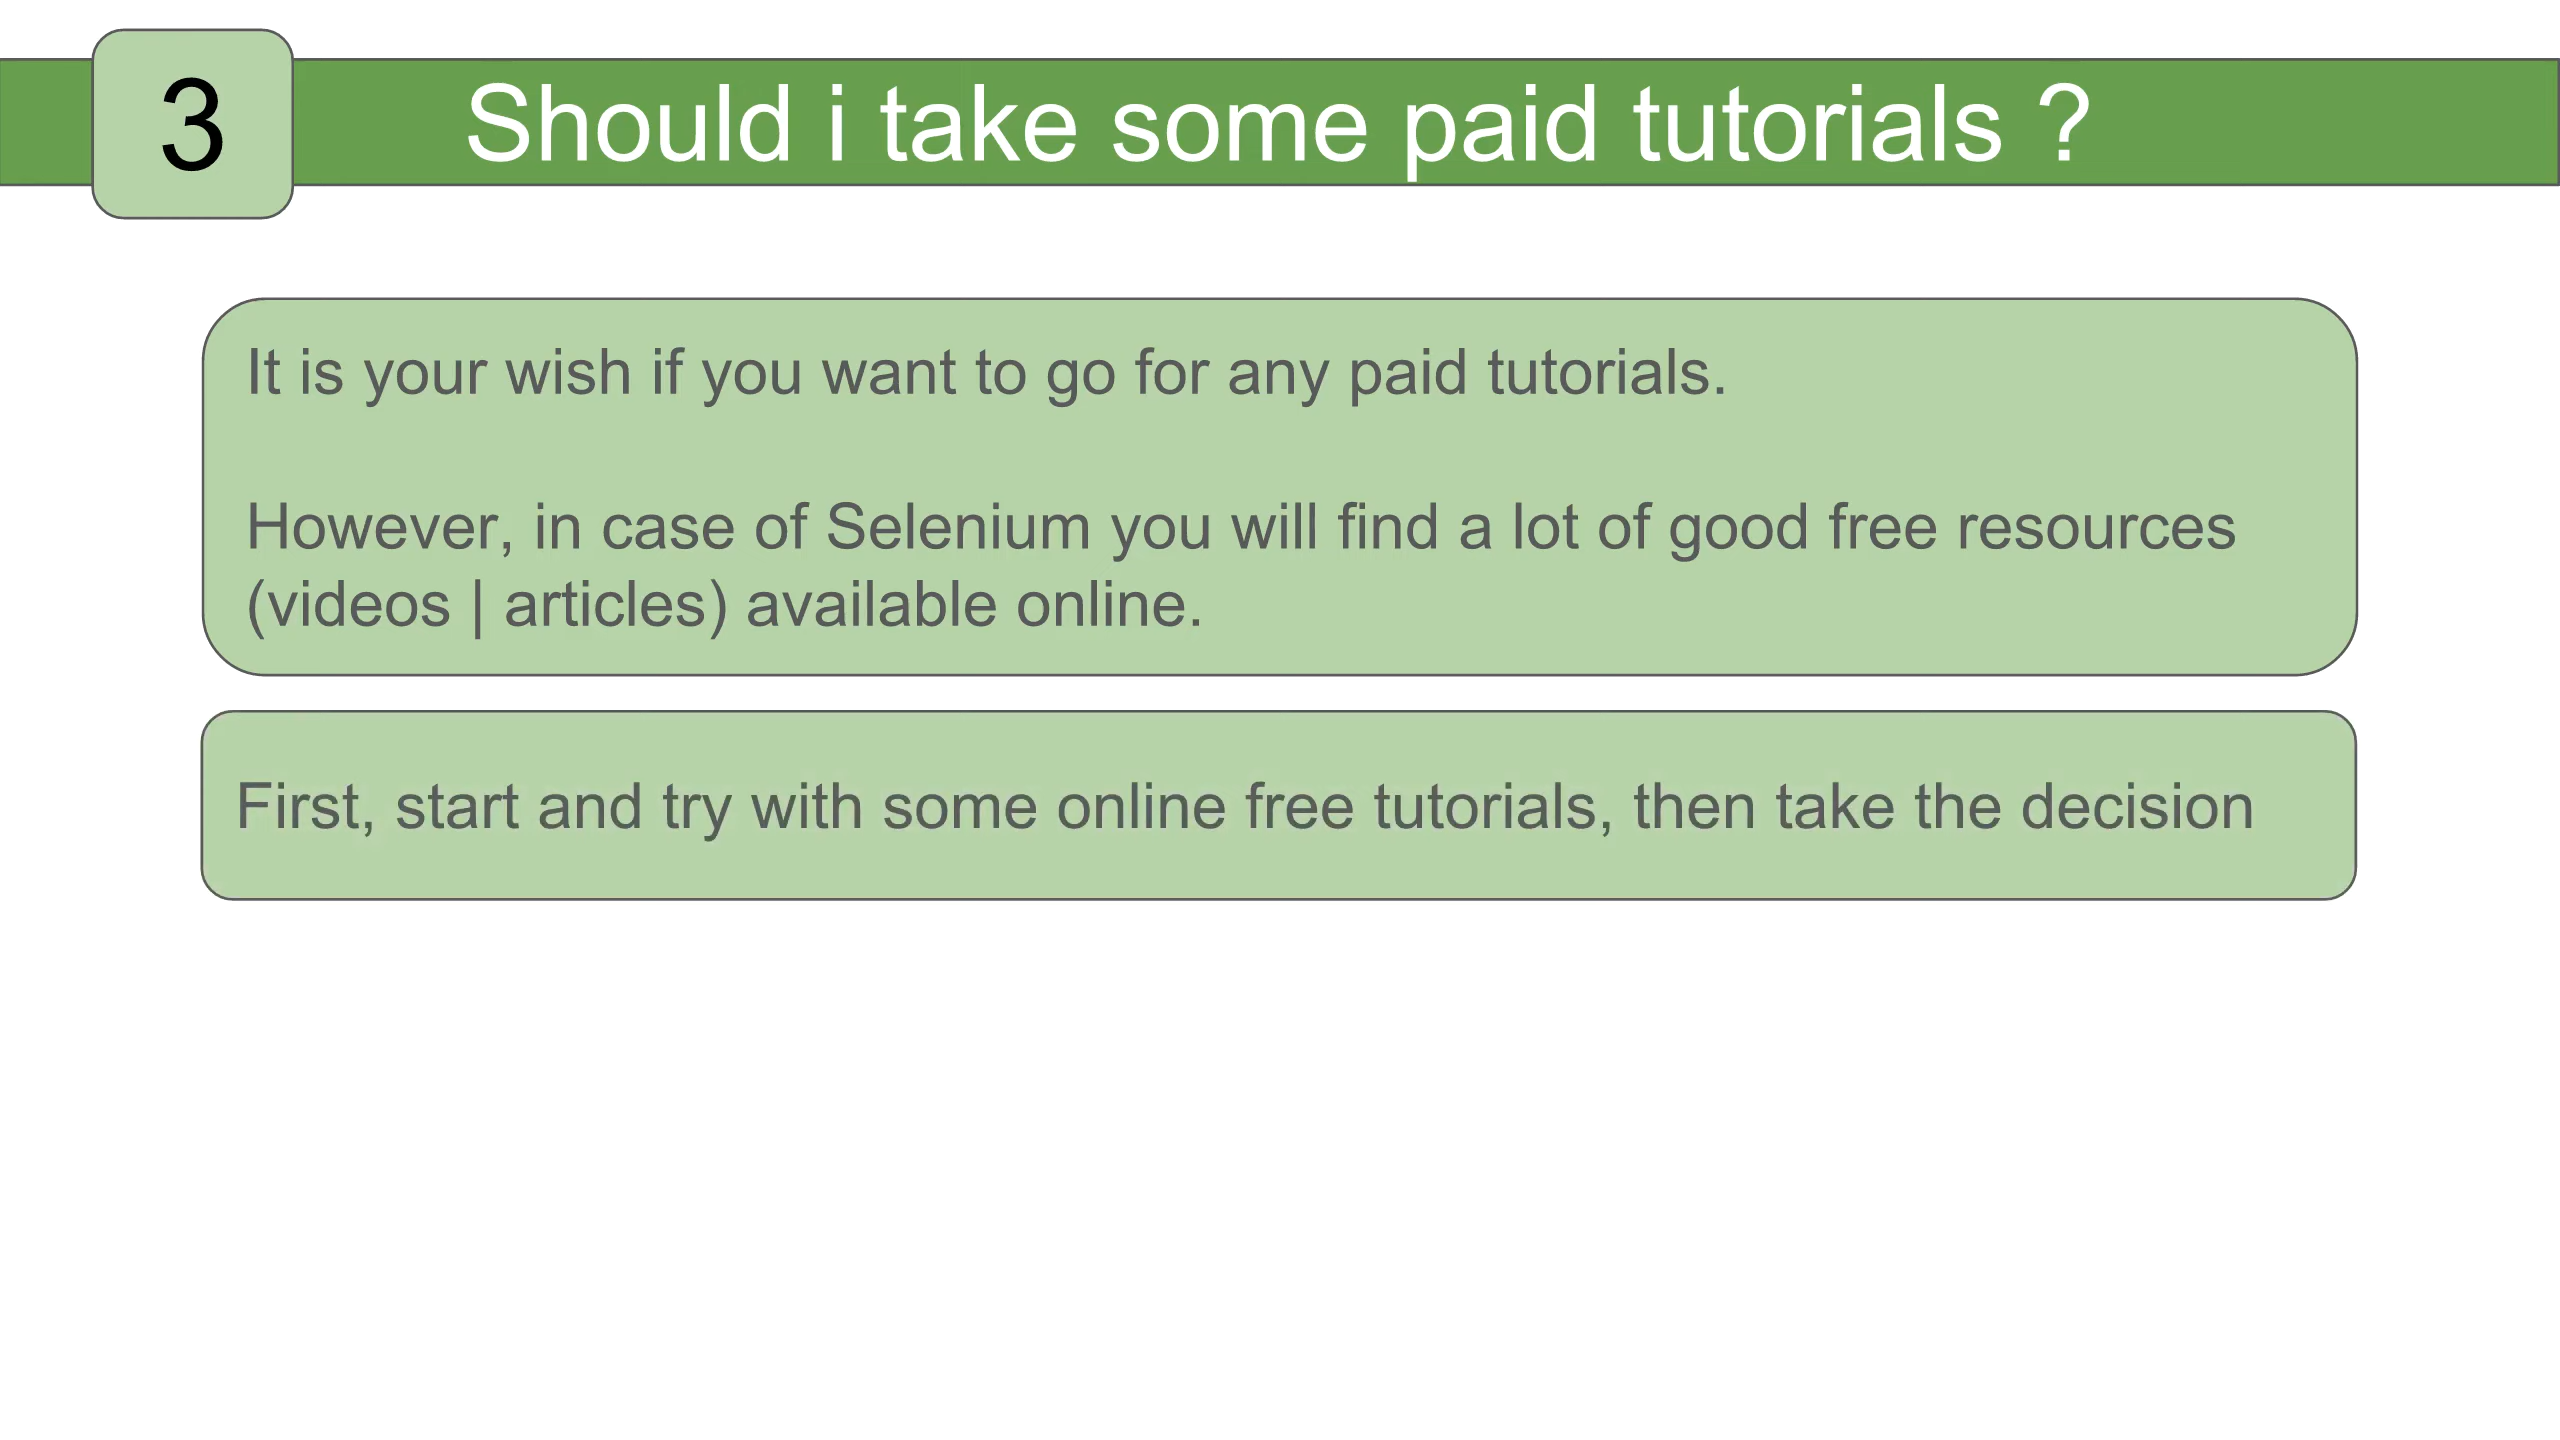 3
Should i take some paid tutorials ?
It is your wish if you want to go for any paid tutorials.
However, in case of Selenium you will find a lot of good free resources
(videos | articles) available online.
First, start and try with some online free tutorials, then take the decision